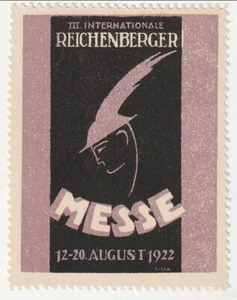 III. INTERNATIONALE
REICHENBERGER
MESSE
12-20. AUGUST 1922